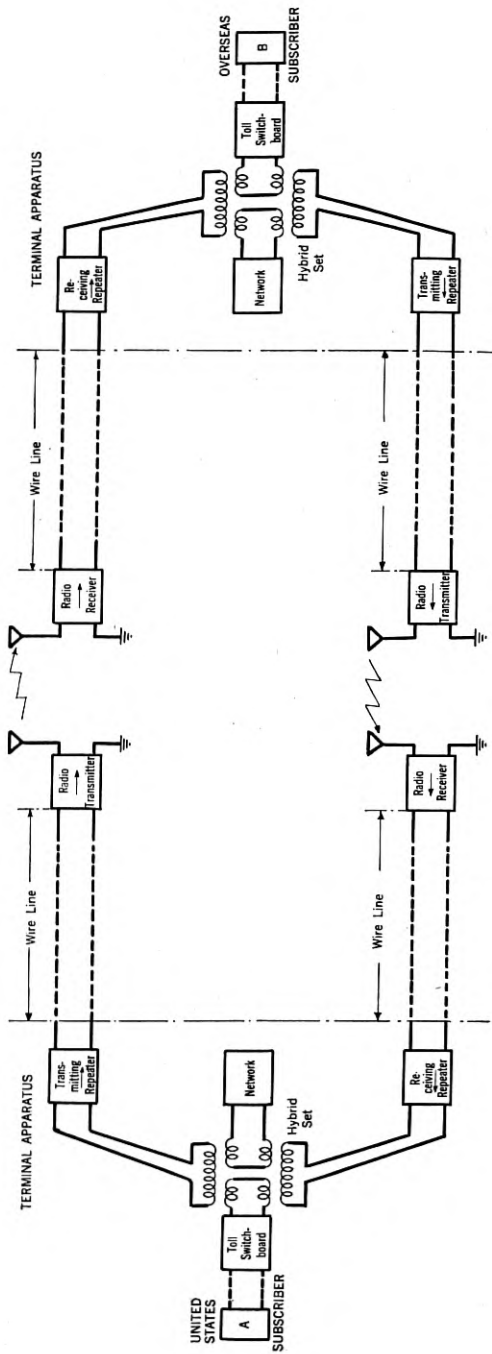 TERMINAL APPARATUS
TERMINAL APPARATUS
Trans-
mitting
Repeater
Wire Line
Radio
Transmitter
Radio
Receiver
Wire Line
Re-
ceiving
Repeater
UNITED
STATES
A
SUBSCRIBER
Toll
Switch-
board
Network
Hybrid
Set
Network
Hybrid
Set
Toll
Switch-
board
OVERSEAS
B
SUBSCRIBER
Re-
ceiving
Repeater
Wire Line
Radio
Receiver
Radio
Transmitter
Wire Line
Trans-
mitting
Repeater